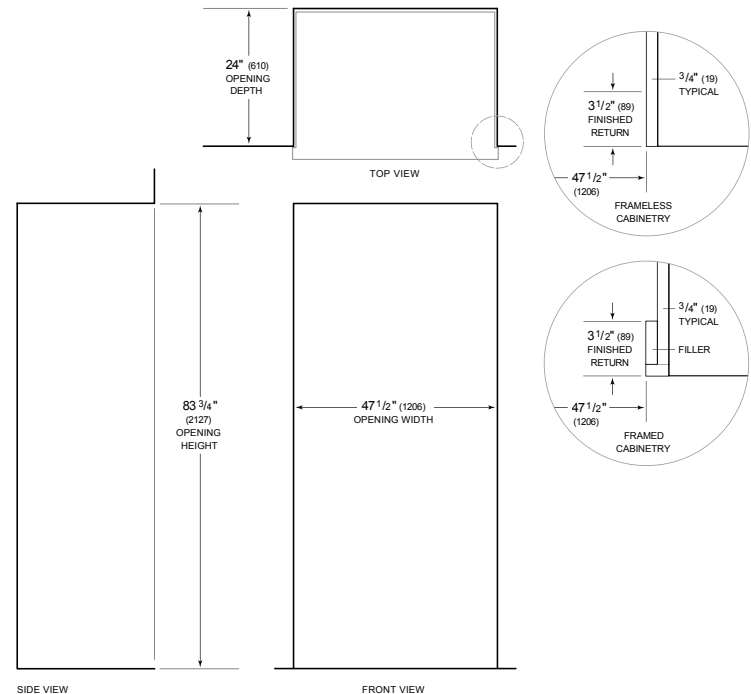 24" (610)
OPENING
DEPTH
TOP VIEW
3/4" (19)
TYPICAL
3 1/2" (89)
FINISHED
RETURN
47 1/2"
(1206)
FRAMELESS
CABINETRY
3/4" (19)
TYPICAL
3 1/2" (89)
FINISHED
RETURN
FILLER
47 1/2"
(1206)
FRAMED
CABINETRY
83 3/4"
(2127)
OPENING
HEIGHT
47 1/2" (1206)
OPENING WIDTH
SIDE VIEW
FRONT VIEW